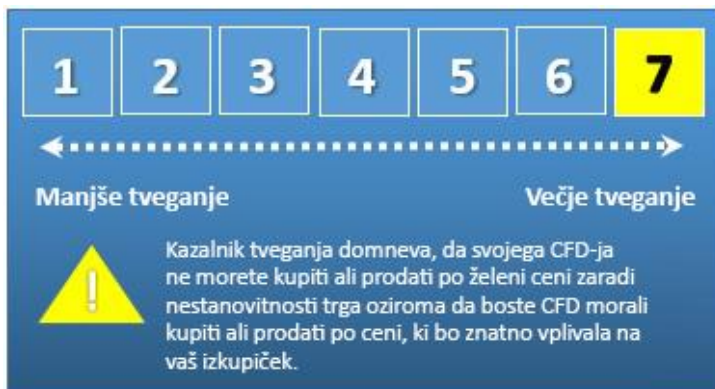 1 2 3 4 5 6 7
Manjše tveganje Večje tveganje
!
Kazalnik tveganja domneva, da svojega CFD-ja
ne morete kupiti ali prodati po želeni ceni zaradi
nestanovitnosti trga oziroma da boste CFD morali
kupiti ali prodati po ceni, ki bo znatno vplivala na
vaš izkupiček.